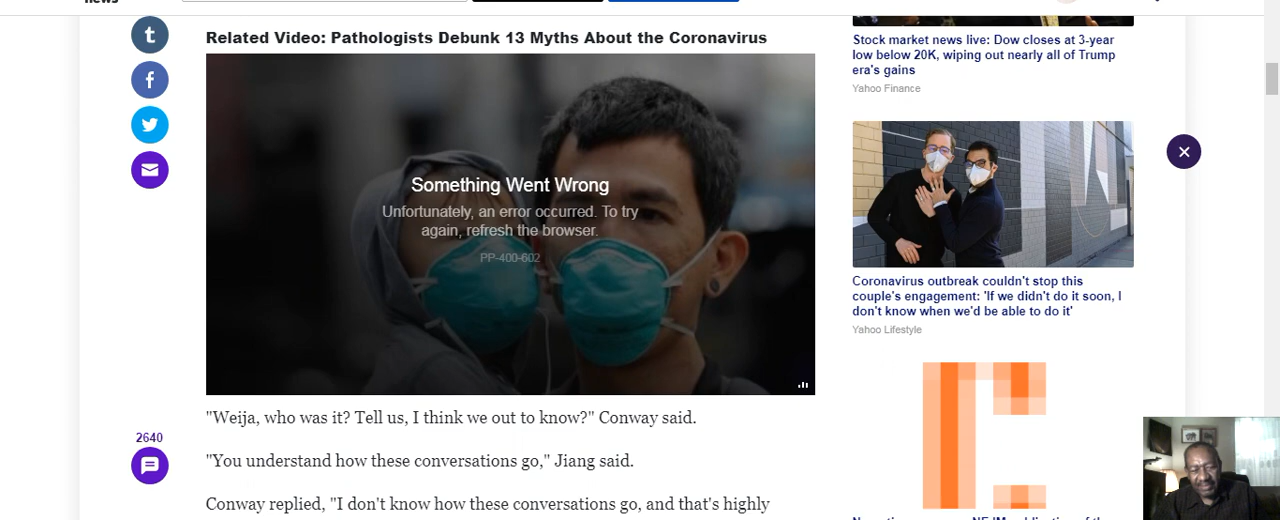 news
Related Video: Pathologists Debunk 13 Myths About the Coronavirus
Something Went Wrong
Unfortunately, an error occurred. To try
again, refresh the browser.
PP-400-602
"Weija, who was it? Tell us, I think we out to know?" Conway said.
2640
"You understand how these conversations go," Jiang said.
Conway replied, "I don't know how these conversations go, and that's highly
Stock market news live: Dow closes at 3-year
low below 20K, wiping out nearly all of Trump
era's gains
Yahoo Finance
Coronavirus outbreak couldn't stop this
couple's engagement: 'If we didn't do it soon, I
don't know when we'd be able to do it'
Yahoo Lifestyle